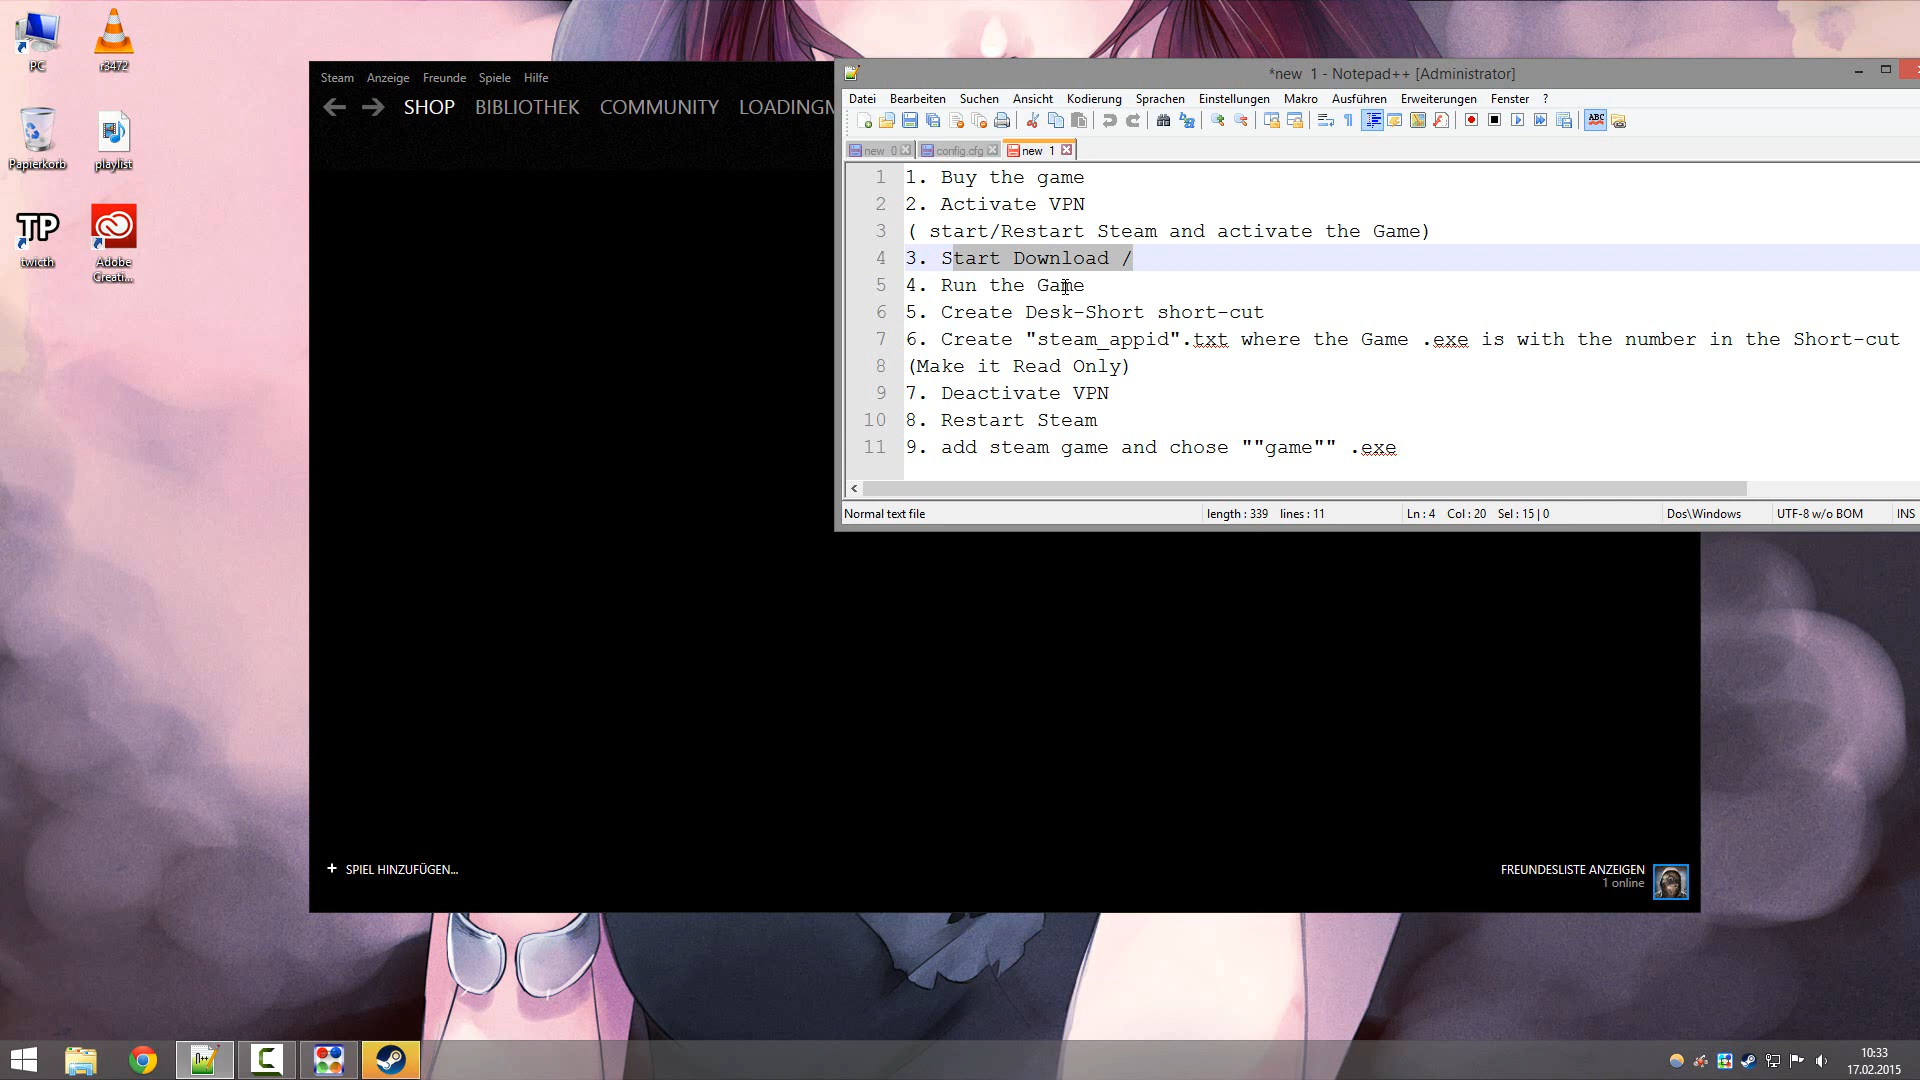 PC
r3472
Papierkorb
playlist
TP
twicth
Adobe
Creati...
Steam Anzeige Freunde Spiele Hilfe
SHOP BIBLIOTHEK COMMUNITY LOADINGM
+ SPIEL HINZUFÜGEN...
FREUNDESLISTE ANZEIGEN
1 online
*new 1 - Notepad++ [Administrator]
Datei Bearbeiten Suchen Ansicht Kodierung Sprachen Einstellungen Makro Ausführen Erweiterungen Fenster ?
ABC
new 0 config.cfg new 1
1 1. Buy the game
2 2. Activate VPN
3 ( start/Restart Steam and activate the Game)
4 3. Start Download /
5 4. Run the Game
6 5. Create Desk-Short short-cut
7 6. Create "steam_appid".txt where the Game .exe is with the number in the Short-cut
8 (Make it Read Only)
9 7. Deactivate VPN
10 8. Restart Steam
11 9. add steam game and chose ""game"" .exe
Normal text file length : 339 lines : 11 Ln : 4 Col : 20 Sel : 15 | 0 Dos\Windows UTF-8 w/o BOM INS
10:33
17.02.2015